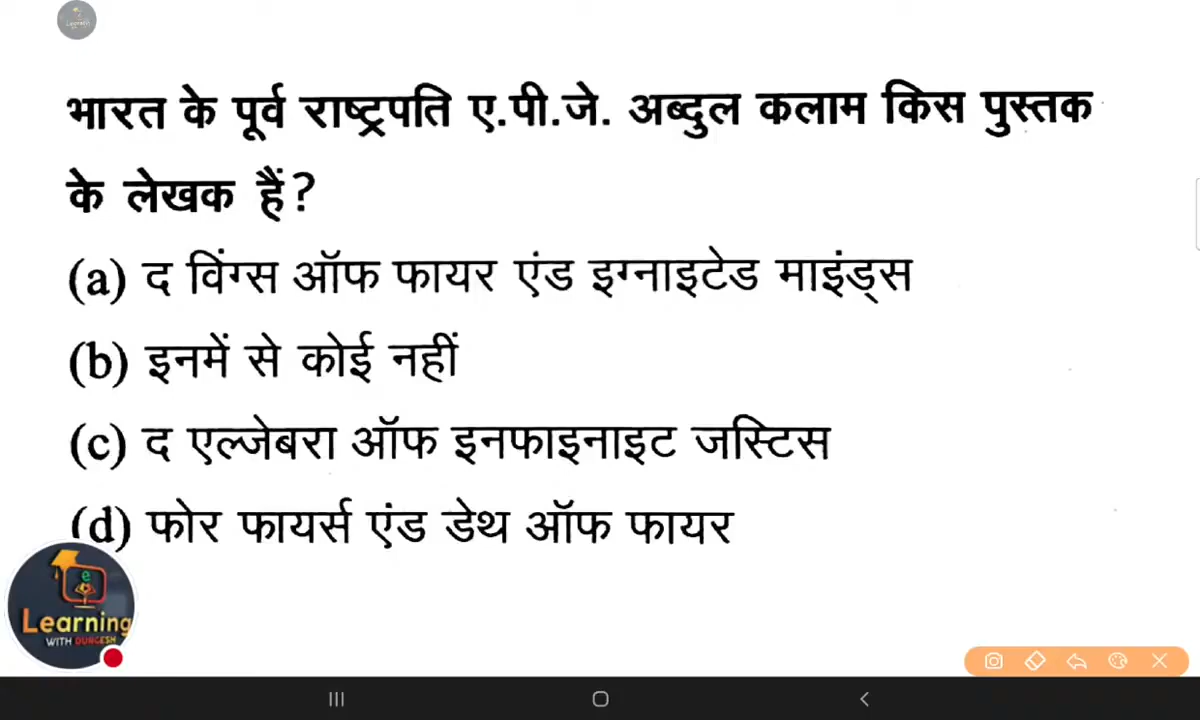 भारत के पूर्व राष्ट्रपति ए.पी.जे. अब्दुल कलाम किस पुस्तक
के लेखक हैं?
(a) द विंग्स ऑफ फायर एंड इग्नाइटेड माइंड्स
(b) इनमें से कोई नहीं
(c) द एल्जेबरा ऑफ इनफाइनाइट जस्टिस
(d) फोर फायर्स एंड डेथ ऑफ फायर
e
Learning
WITH DURGESH